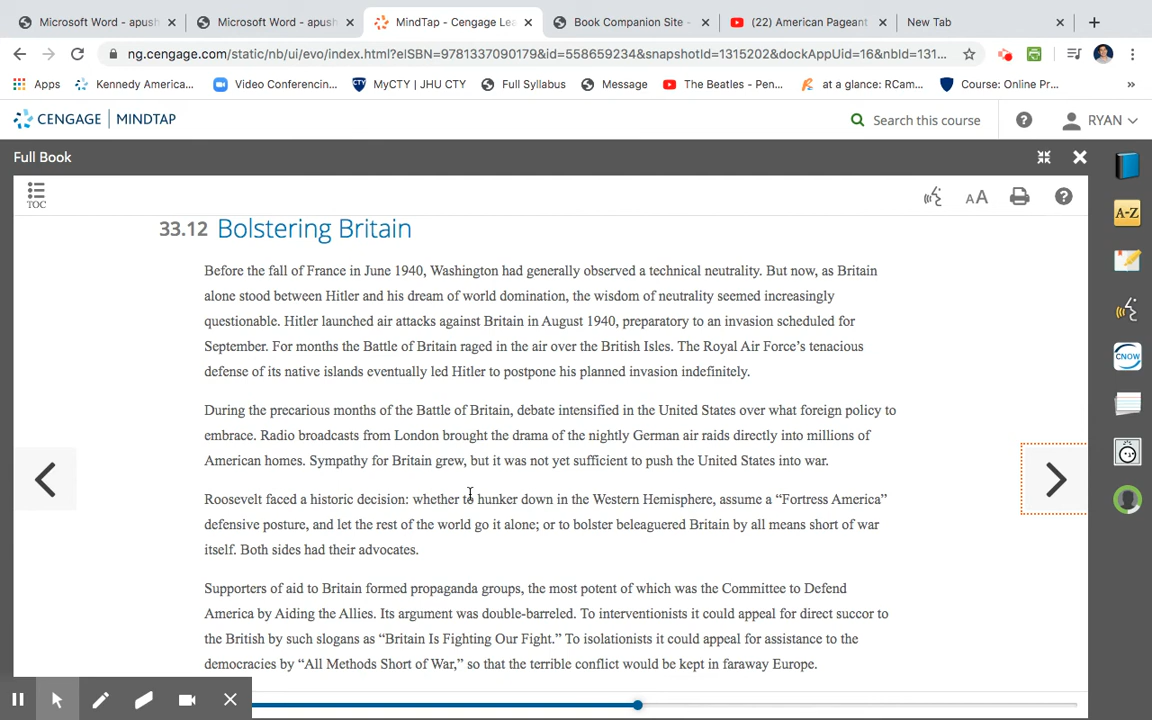 Microsoft Word - apush
Microsoft Word - apush
MindTap - Cengage Lea
Book Companion Site -
(22) American Pageant
New Tab
ng.cengage.com/static/nb/ui/evo/index.html?eISBN=9781337090179&id=558659234&snapshotId=1315202&dockAppUid=16&nbId=131...
Apps
Kennedy America...
Video Conferencin...
MyCTY | JHU CTY
Full Syllabus
Message
The Beatles - Pen...
at a glance: RCam...
Course: Online Pr...
»
CENGAGE | MINDTAP
Search this course
RYAN
Full Book
TOC
AA
A-Z
33.12 Bolstering Britain
Before the fall of France in June 1940, Washington had generally observed a technical neutrality. But now, as Britain
alone stood between Hitler and his dream of world domination, the wisdom of neutrality seemed increasingly
questionable. Hitler launched air attacks against Britain in August 1940, preparatory to an invasion scheduled for
September. For months the Battle of Britain raged in the air over the British Isles. The Royal Air Force's tenacious
defense of its native islands eventually led Hitler to postpone his planned invasion indefinitely.
CNOW
During the precarious months of the Battle of Britain, debate intensified in the United States over what foreign policy to
embrace. Radio broadcasts from London brought the drama of the nightly German air raids directly into millions of
American homes. Sympathy for Britain grew, but it was not yet sufficient to push the United States into war.
Roosevelt faced a historic decision: whether to hunker down in the Western Hemisphere, assume a “Fortress America”
defensive posture, and let the rest of the world go it alone; or to bolster beleaguered Britain by all means short of war
itself. Both sides had their advocates.
Supporters of aid to Britain formed propaganda groups, the most potent of which was the Committee to Defend
America by Aiding the Allies. Its argument was double-barreled. To interventionists it could appeal for direct succor to
the British by such slogans as “Britain Is Fighting Our Fight.” To isolationists it could appeal for assistance to the
democracies by “All Methods Short of War,” so that the terrible conflict would be kept in faraway Europe.